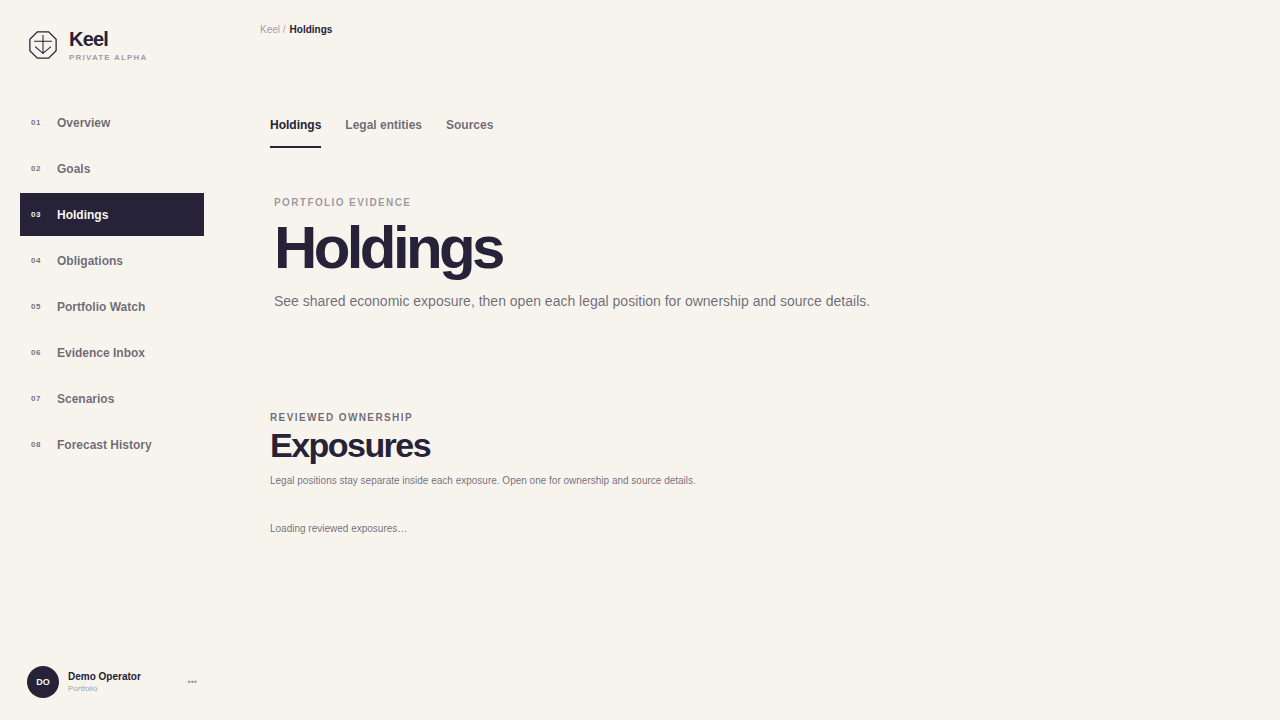 Keel
PRIVATE ALPHA
01 Overview
02 Goals
03 Holdings
04 Obligations
05 Portfolio Watch
06 Evidence Inbox
07 Scenarios
08 Forecast History
DO
Demo Operator
Portfolio
•••
Keel / Holdings
Holdings Legal entities Sources
PORTFOLIO EVIDENCE
Holdings
See shared economic exposure, then open each legal position for ownership and source details.
REVIEWED OWNERSHIP
Exposures
Legal positions stay separate inside each exposure. Open one for ownership and source details.
Loading reviewed exposures…